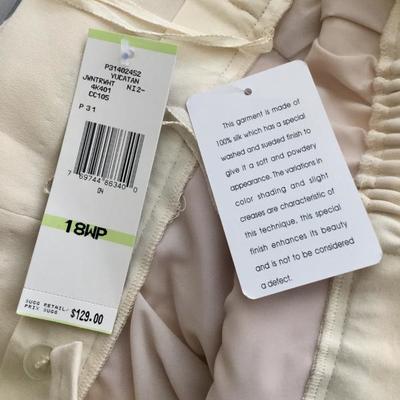 P31402452
YUCATAN
JWNTRWHT NI2-
4K401
CC105
P31
7 69744 86340 0
18WP
SUGG RETAIL/
PRIX SUGG
$129.00
This garment is made of
100% silk which has a special
washed and sueded finish to
give it a soft and powdery
appearance. The variations in
color shading and slight
creases are characteristic of
this technique, this special
finish enhances its beauty
and is not to be considered
a defect.